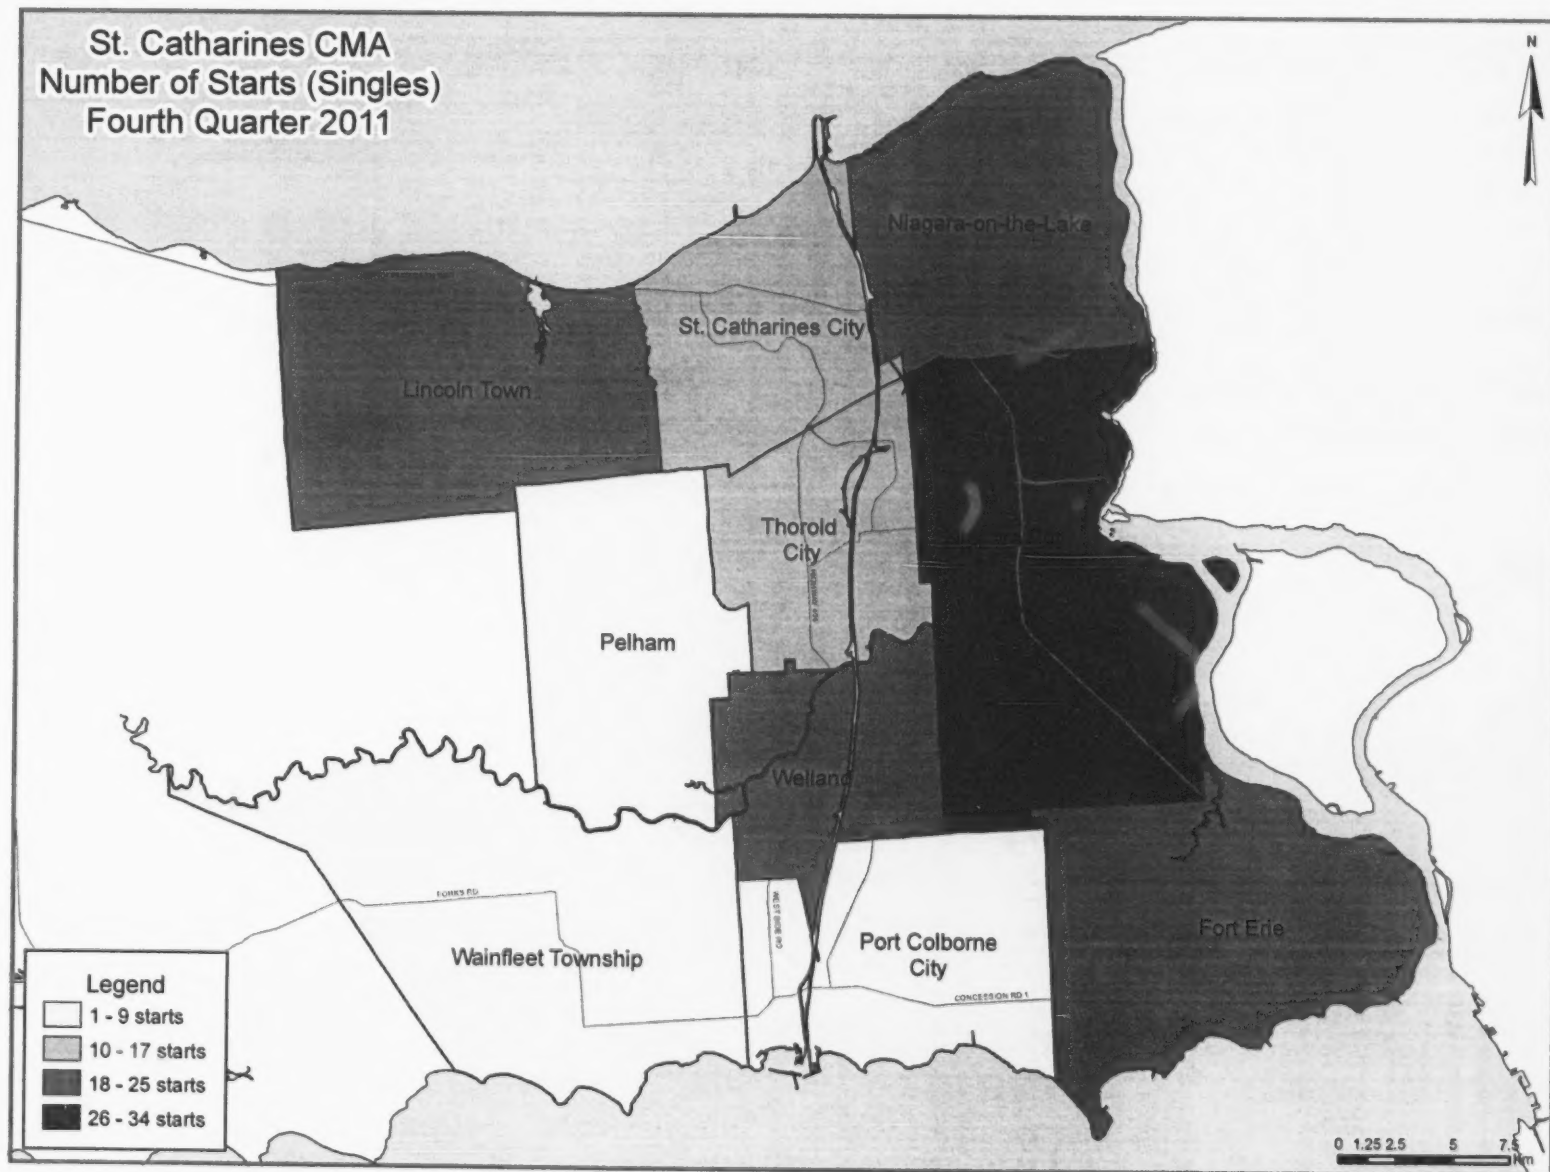 St. Catharines CMA
Number of Starts (Singles)
Fourth Quarter 2011
N
Niagara-on-the-Lake
St. Catharines City
Lincoln Town
Thorold
City
Pelham
Welland
FORKS RD
WEST SIDE RD
Wainfleet Township
Port Colborne
City
Fort Erie
CONCESSION RD 1
Legend
1 - 9 starts
10 - 17 starts
18 - 25 starts
26 - 34 starts
0 1.25 2.5 5 7.5
Km